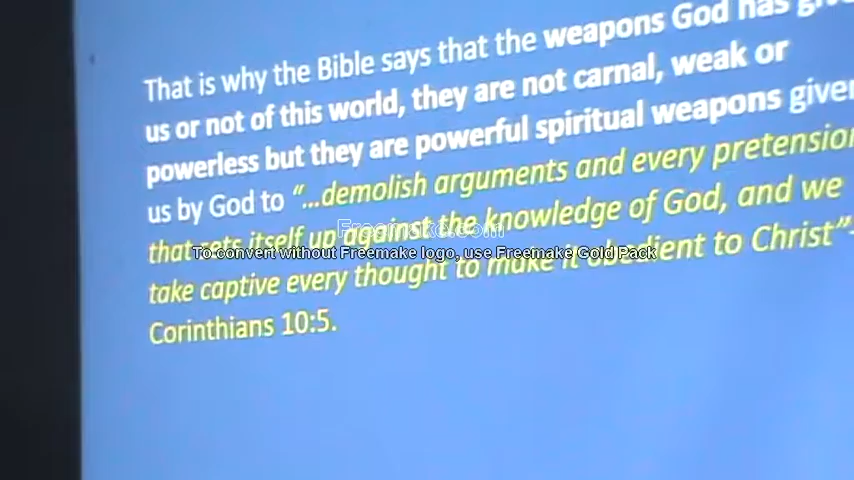 That is why the Bible says that the weapons God has
us or not of this world, they are not carnal, weak or
powerless but they are powerful spiritual weapons given
us by God to “...demolish arguments and every pretension
that sets itself up against the knowledge of God, and we
take captive every thought to make it obedient to Christ”-
Corinthians 10:5.
Freemake.com
To convert without Freemake logo, use Freemake Gold Pack